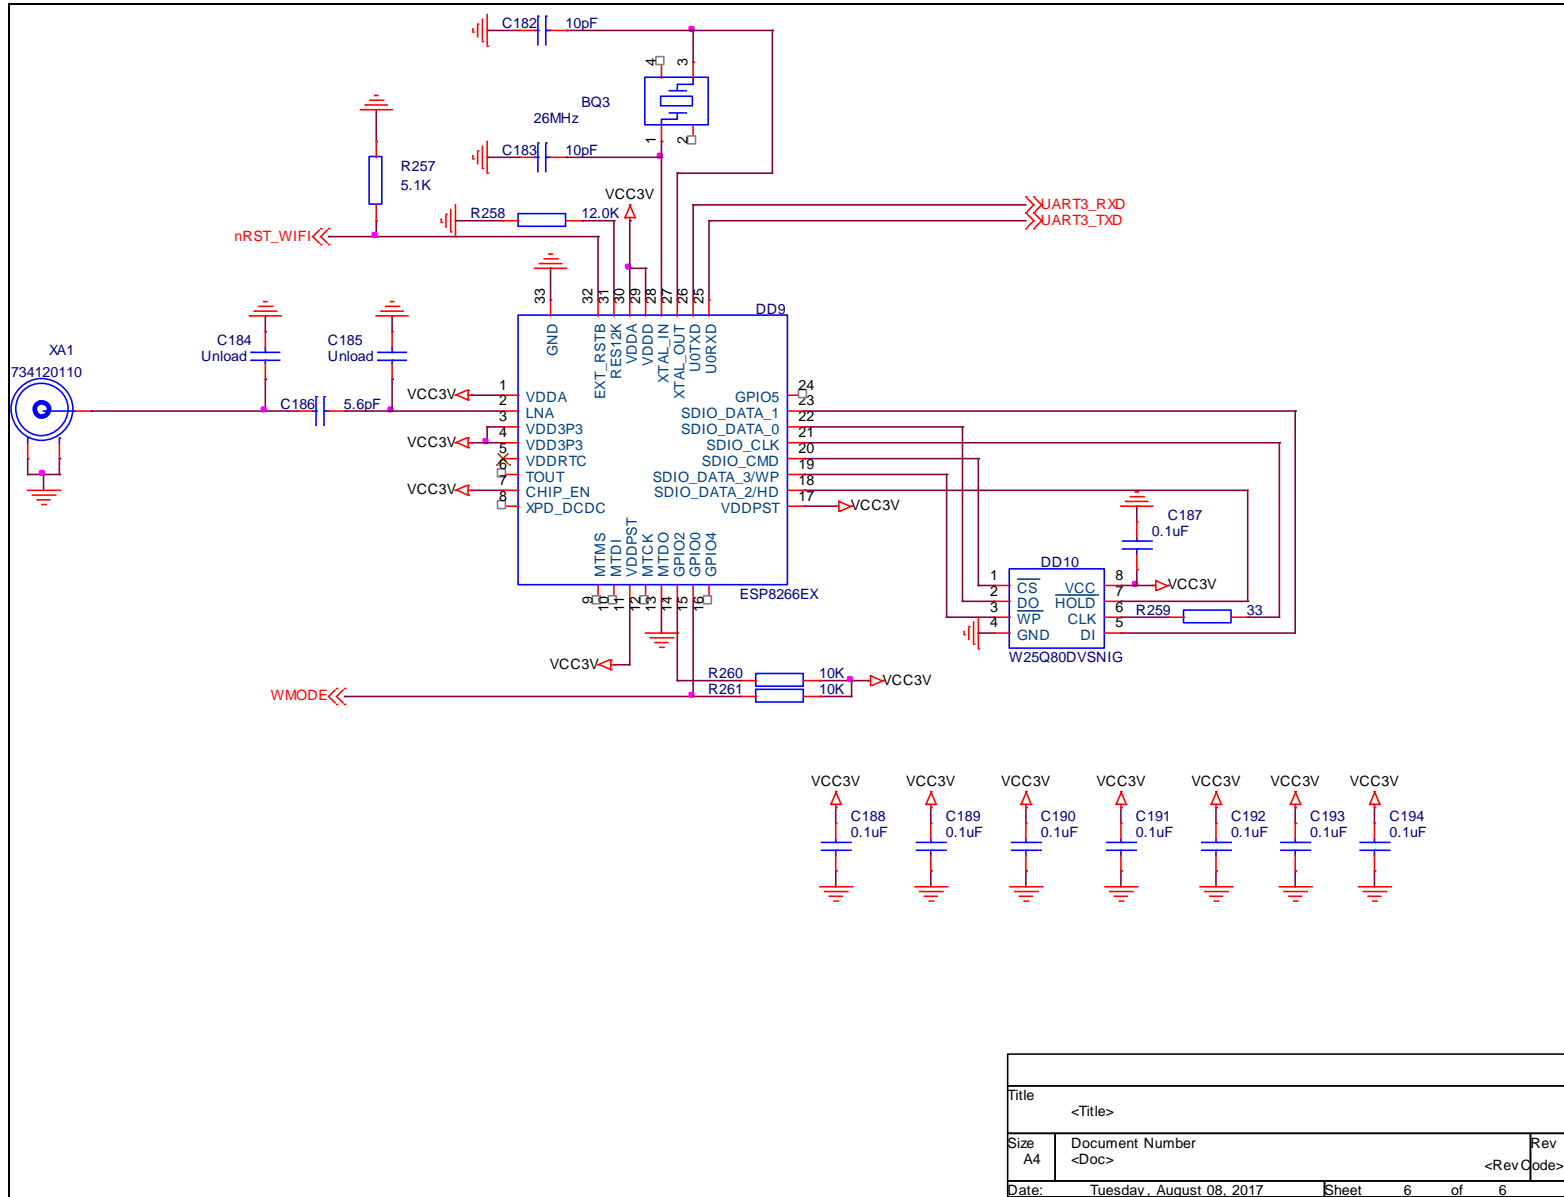 C182 10pF
4 3
BQ3
26MHz
1 2
C183 10pF
R257
5.1K
VCC3V
R258 12.0K
UART3_RXD
UART3_TXD
nRST_WIFI
33 32 31 30 29 28 27 26 25
DD9
GND EXT_RSTB RES12K VDDA VDDD XTAL_IN XTAL_OUT U0TXD U0RXD
C184
Unload
C185
Unload
XA1
734120110
C186 5.6pF
VCC3V 1 VDDA
2 LNA
3 VDD3P3
VCC3V 4 VDD3P3
5 VDDRTC
6 TOUT
VCC3V 7 CHIP_EN
8 XPD_DCDC
GPIO5 24
SDIO_DATA_1 23
SDIO_DATA_0 22
SDIO_CLK 21
SDIO_CMD 20
SDIO_DATA_3/WP 19
SDIO_DATA_2/HD 18
VDDPST 17 VCC3V
MTMS MTDI VDDPST MTCK MTDO GPIO2 GPIO0 GPIO4
9 10 11 12 13 14 15 16
ESP8266EX
C187
0.1uF
DD10
1 CS VCC 8 VCC3V
2 DO HOLD 7
3 WP CLK 6 R259 33
4 GND DI 5
W25Q80DVSNIG
VCC3V
R260 10K VCC3V
WMODE R261 10K
VCC3V VCC3V VCC3V VCC3V VCC3V VCC3V VCC3V
C188 C189 C190 C191 C192 C193 C194
0.1uF 0.1uF 0.1uF 0.1uF 0.1uF 0.1uF 0.1uF
Title
<Title>
Size Document Number Rev
A4 <Doc> <RevCode>
Date: Tuesday, August 08, 2017 Sheet 6 of 6